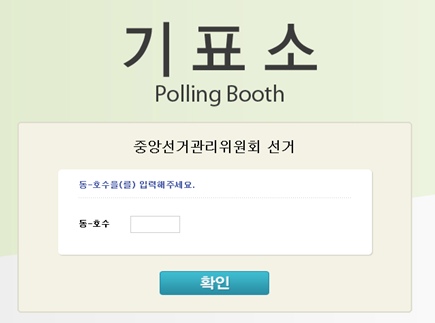 기표소
Polling Booth
중앙선거관리위원회 선거
동-호수을(를) 입력해주세요.
동-호수
확인